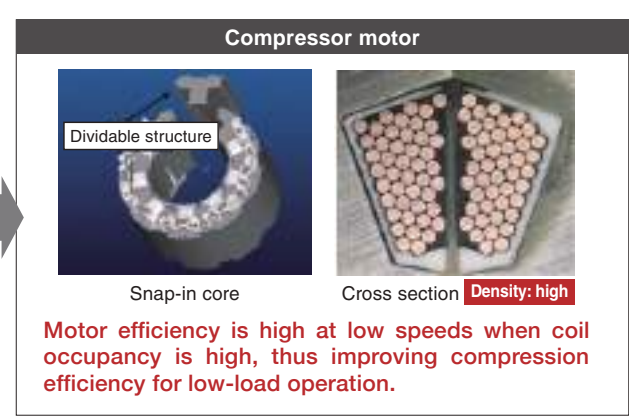 Compressor motor
Dividable structure
Snap-in core
Cross section Density: high
Motor efficiency is high at low speeds when coil
occupancy is high, thus improving compression
efficiency for low-load operation.